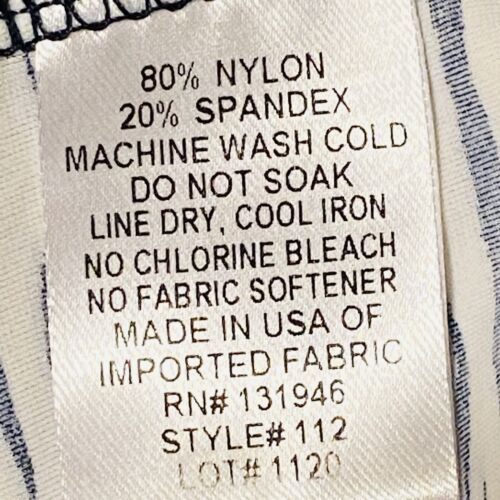 80% NYLON
20% SPANDEX
MACHINE WASH COLD
DO NOT SOAK
LINE DRY, COOL IRON
NO CHLORINE BLEACH
NO FABRIC SOFTENER
MADE IN USA OF
IMPORTED FABRIC
RN# 131946
STYLE# 112
LOT# 1120